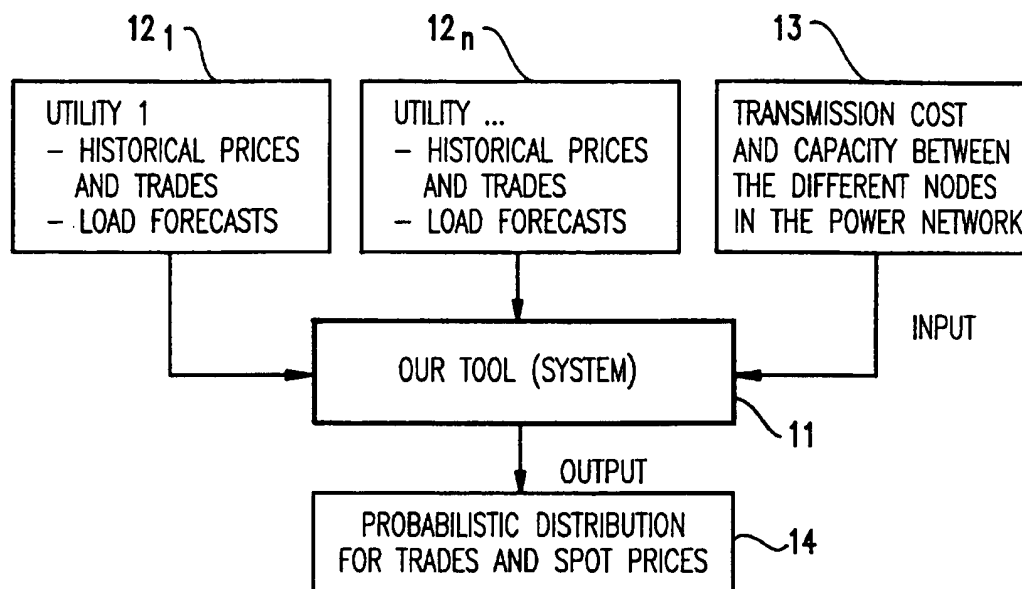 12 1
12 n
13
UTILITY 1
– HISTORICAL PRICES
AND TRADES
– LOAD FORECASTS
UTILITY ...
– HISTORICAL PRICES
AND TRADES
– LOAD FORECASTS
TRANSMISSION COST
AND CAPACITY BETWEEN
THE DIFFERENT NODES
IN THE POWER NETWORK
INPUT
OUR TOOL (SYSTEM)
11
OUTPUT
PROBABILISTIC DISTRIBUTION
FOR TRADES AND SPOT PRICES
14